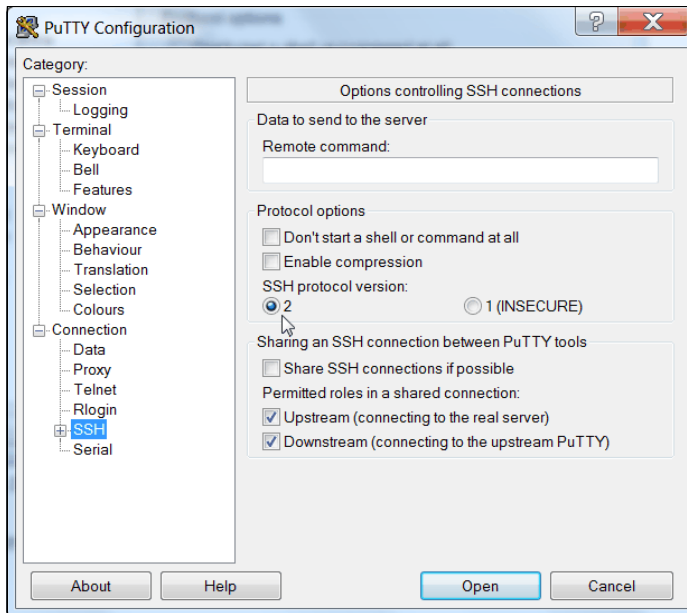 PuTTY Configuration
Category:
Session
Logging
Terminal
Keyboard
Bell
Features
Window
Appearance
Behaviour
Translation
Selection
Colours
Connection
Data
Proxy
Telnet
Rlogin
SSH
Serial
Options controlling SSH connections
Data to send to the server
Remote command:
Protocol options
Don't start a shell or command at all
Enable compression
SSH protocol version:
2 1 (INSECURE)
Sharing an SSH connection between PuTTY tools
Share SSH connections if possible
Permitted roles in a shared connection:
Upstream (connecting to the real server)
Downstream (connecting to the upstream PuTTY)
About Help Open Cancel